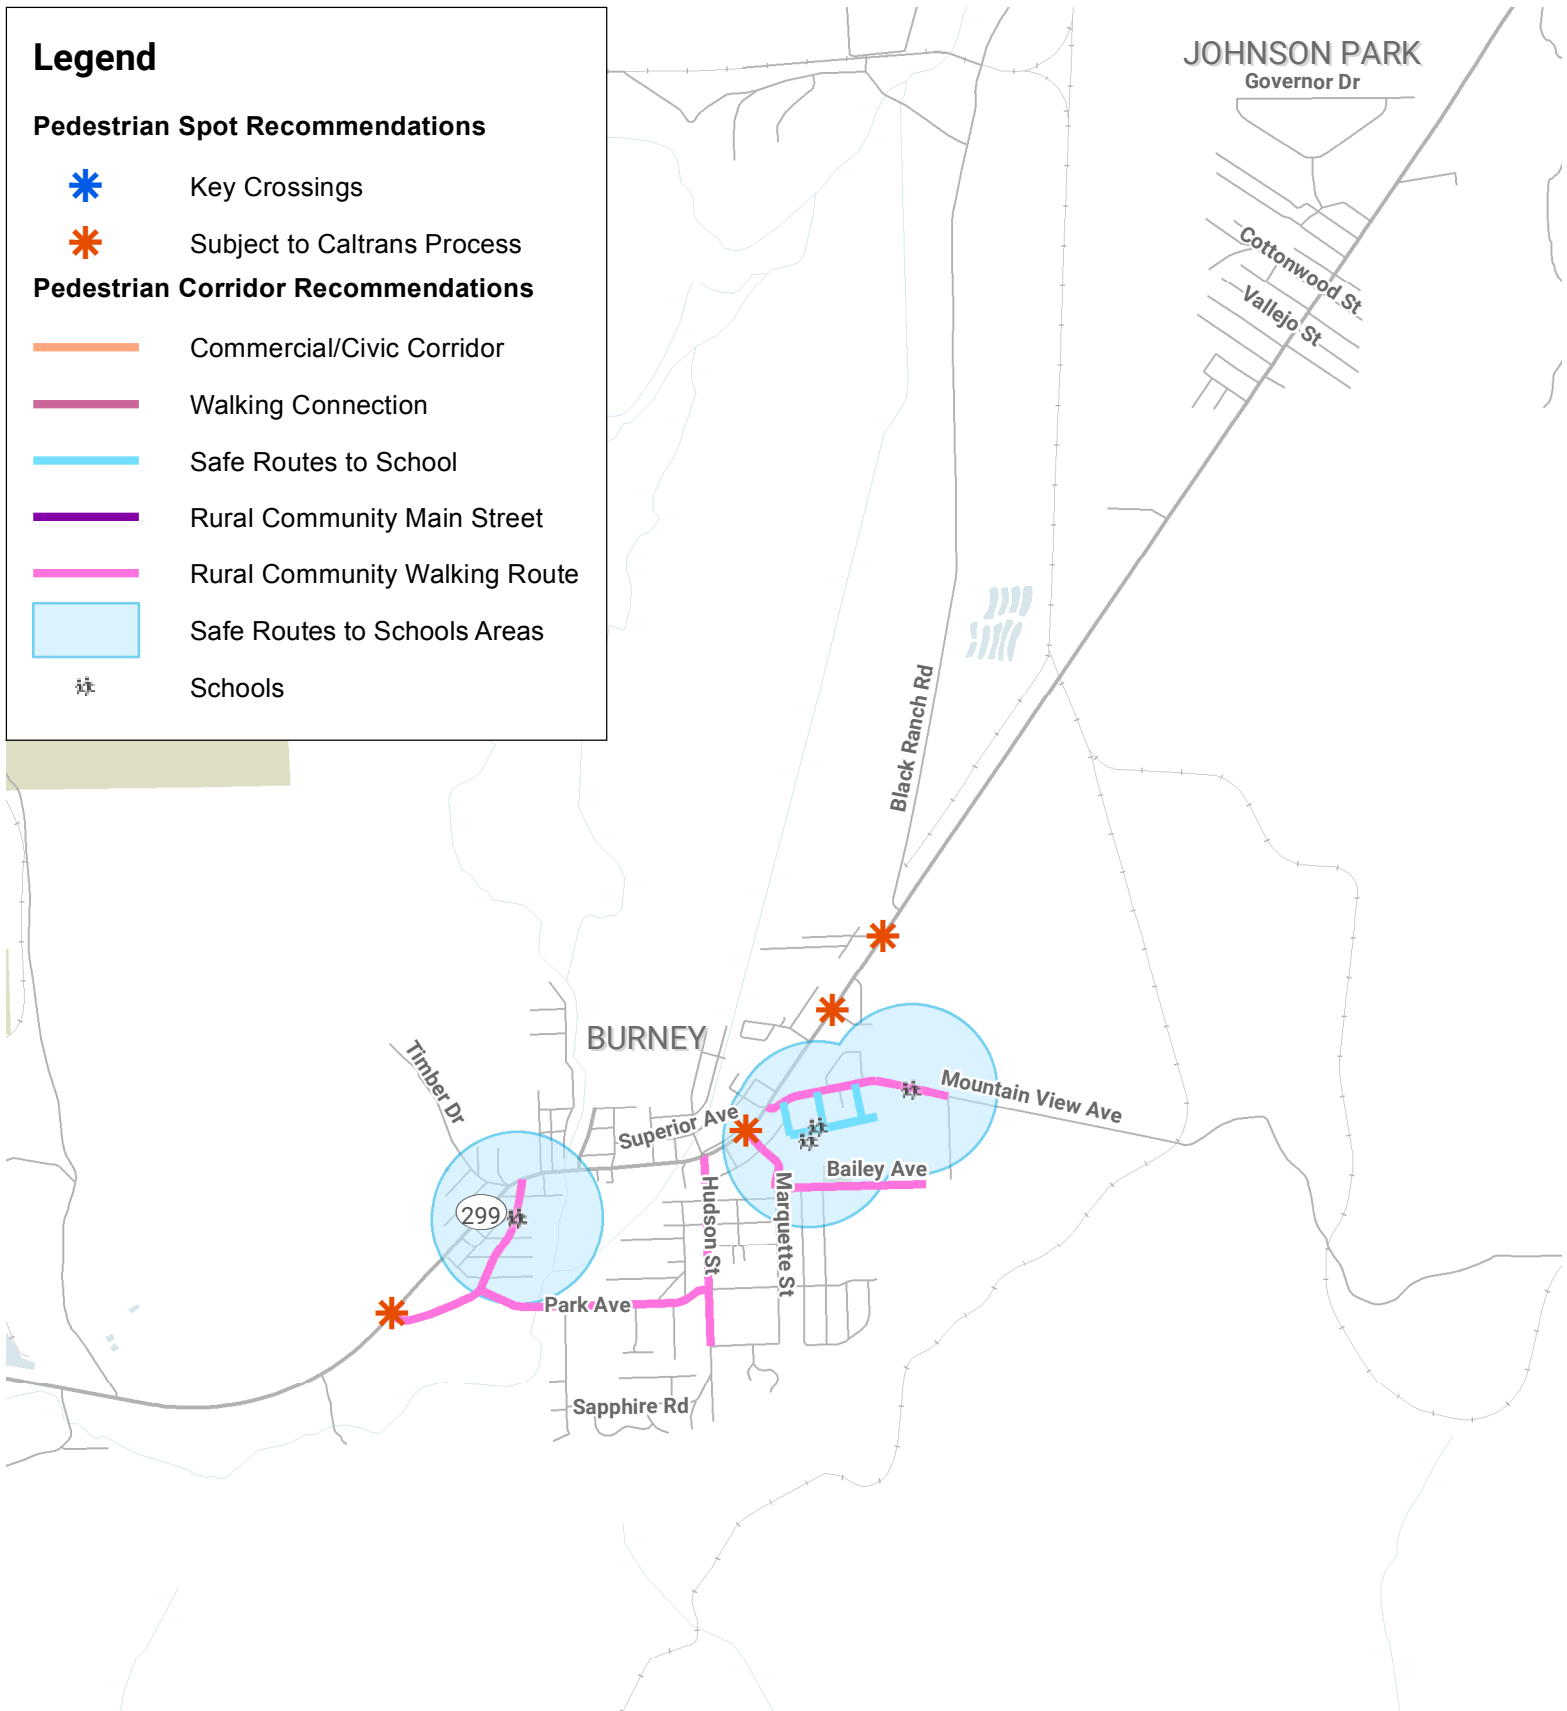 Legend
Pedestrian Spot Recommendations
Key Crossings
Subject to Caltrans Process
Pedestrian Corridor Recommendations
Commercial/Civic Corridor
Walking Connection
Safe Routes to School
Rural Community Main Street
Rural Community Walking Route
Safe Routes to Schools Areas
Schools
JOHNSON PARK
Governor Dr
Cottonwood St
Vallejo St
Black Ranch Rd
BURNEY
Timber Dr
Superior Ave
Mountain View Ave
Bailey Ave
299
Hudson St
Marquette St
Park Ave
Sapphire Rd